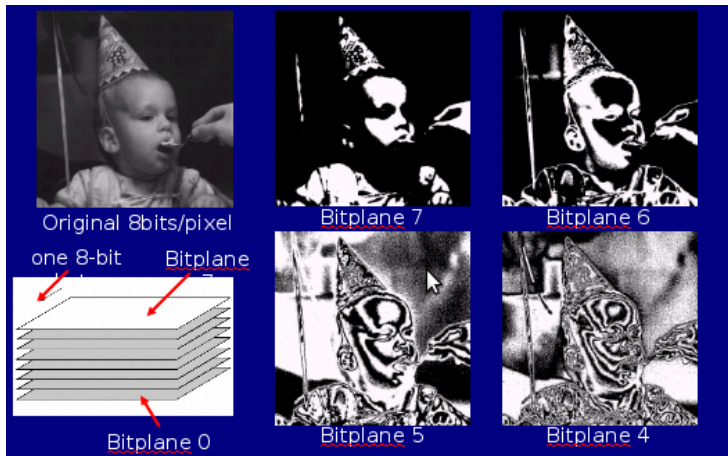 Original 8bits/pixel
Bitplane 7
Bitplane 6
one 8-bit
Bitplane
Bitplane 0
Bitplane 5
Bitplane 4